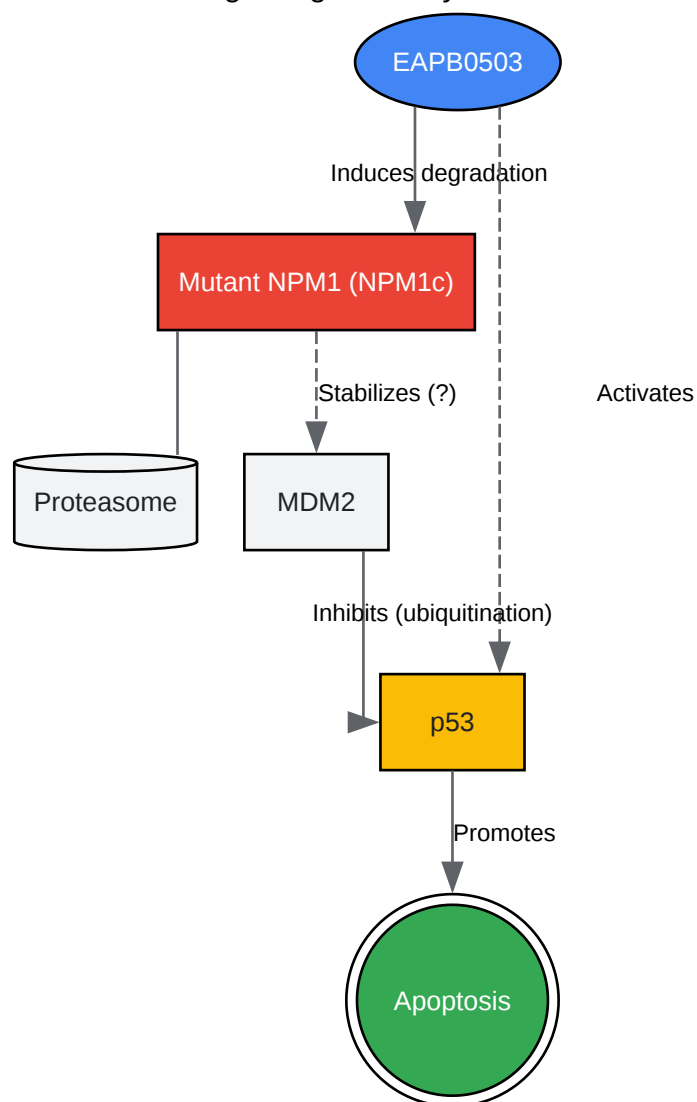 EAPB0503
Induces degradation
Mutant NPM1 (NPM1c)
Stabilizes (?)
Activates
Proteasome
MDM2
Inhibits (ubiquitination)
p53
Promotes
Apoptosis